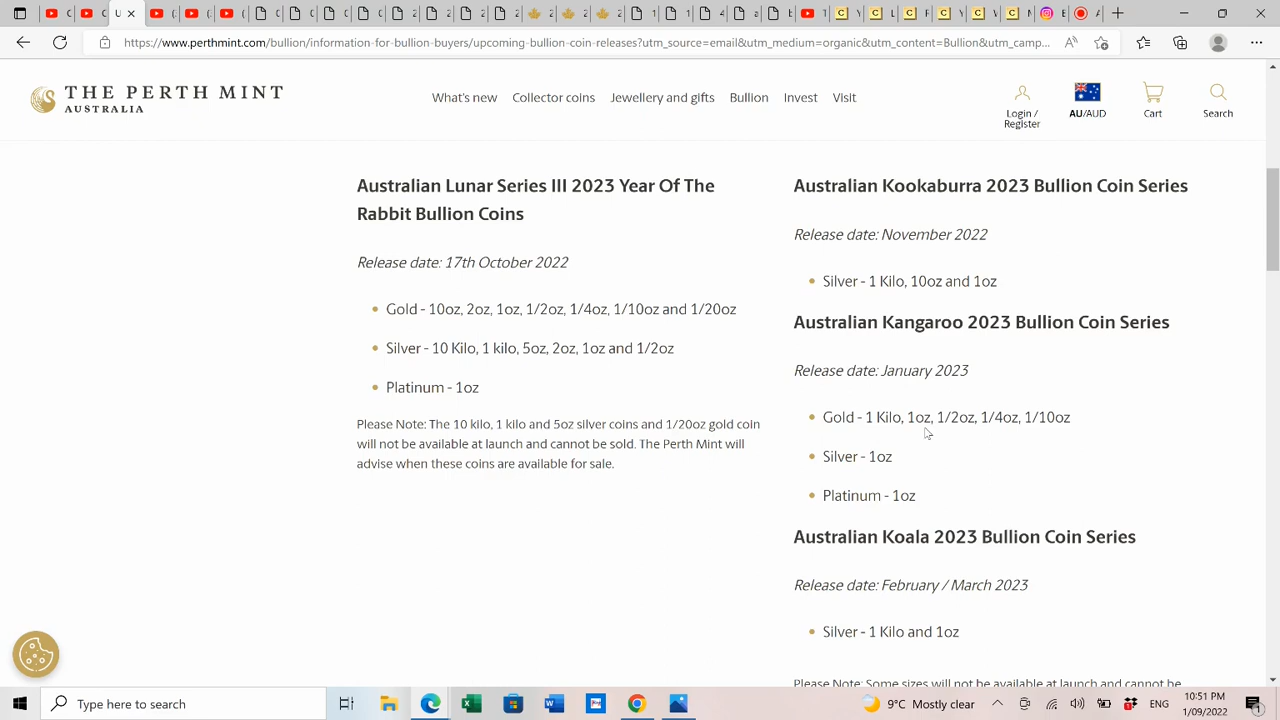 https://www.perthmint.com/bullion/information-for-bullion-buyers/upcoming-bullion-coin-releases?utm_source=email&utm_medium=organic&utm_content=Bullion&utm_camp...
THE PERTH MINT
AUSTRALIA
What's new
Collector coins
Jewellery and gifts
Bullion
Invest
Visit
Login /
Register
AU/AUD
Cart
Search
Australian Lunar Series III 2023 Year Of The
Rabbit Bullion Coins
Release date: 17th October 2022
• Gold - 10oz, 2oz, 1oz, 1/2oz, 1/4oz, 1/10oz and 1/20oz
• Silver - 10 Kilo, 1 kilo, 5oz, 2oz, 1oz and 1/2oz
• Platinum - 1oz
Please Note: The 10 kilo, 1 kilo and 5oz silver coins and 1/20oz gold coin
will not be available at launch and cannot be sold. The Perth Mint will
advise when these coins are available for sale.
Australian Kookaburra 2023 Bullion Coin Series
Release date: November 2022
• Silver - 1 Kilo, 10oz and 1oz
Australian Kangaroo 2023 Bullion Coin Series
Release date: January 2023
• Gold - 1 Kilo, 1oz, 1/2oz, 1/4oz, 1/10oz
• Silver - 1oz
• Platinum - 1oz
Australian Koala 2023 Bullion Coin Series
Release date: February / March 2023
• Silver - 1 Kilo and 1oz
Please Note: Some sizes will not be available at launch and cannot be
Type here to search
9°C Mostly clear
ENG
10:51 PM
1/09/2022